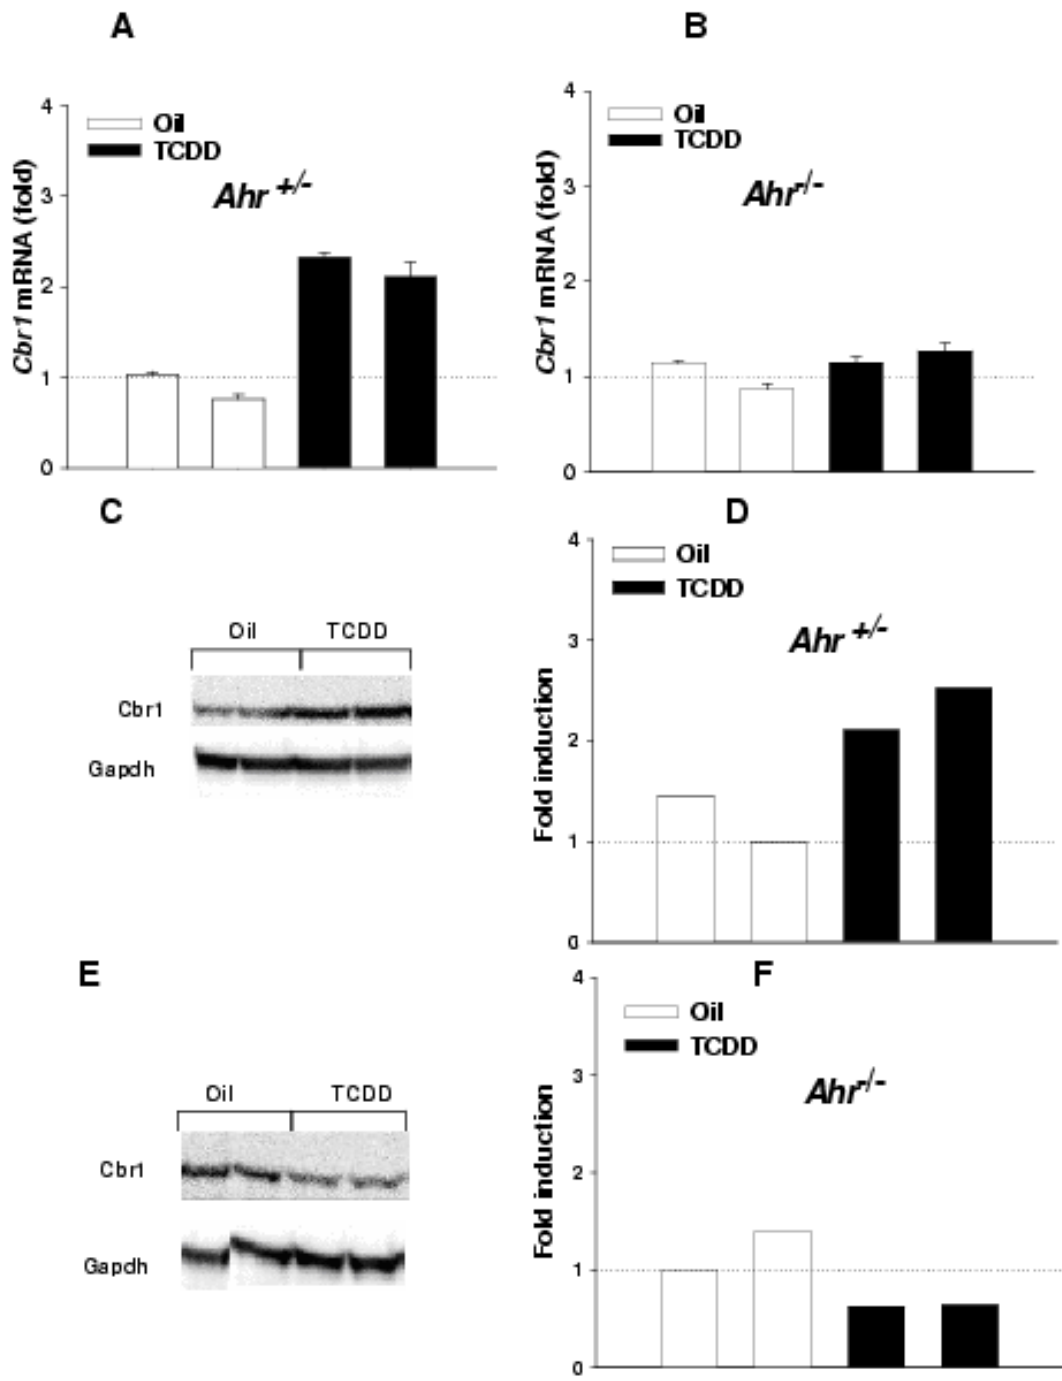 A
Cbr1 mRNA (fold)
4
3
2
1
0
Oil
TCDD
Ahr +/-
B
Cbr1 mRNA (fold)
4
3
2
1
0
Oil
TCDD
Ahr-/-
C
Oil TCDD
Cbr1
Gapdh
D
Fold induction
4
3
2
1
0
Oil
TCDD
Ahr +/-
E
Oil TCDD
Cbr1
Gapdh
F
Fold induction
4
3
2
1
0
Oil
TCDD
Ahr-/-